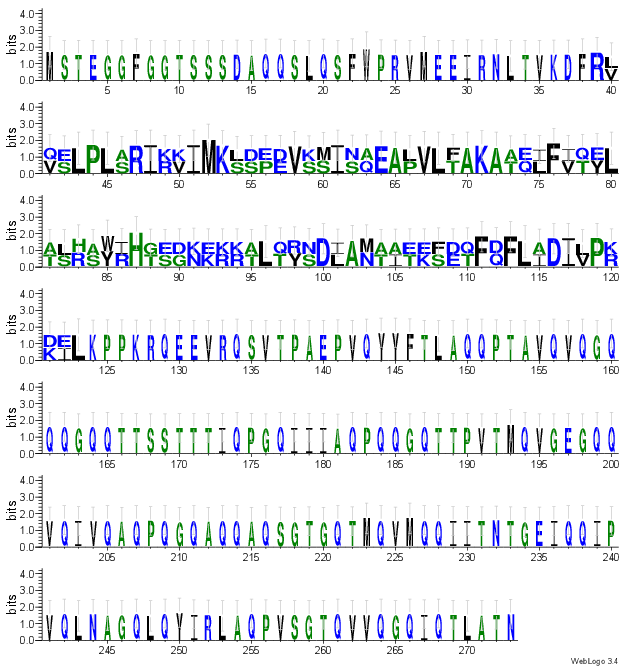 4.0
3.0
2.0
1.0
0.0
bits
M S T E G G F G G T S S S D A Q Q S L Q S F W P R V M E E I R N L T V K D F R L
V
5 10 15 20 25 30 35 40
4.0
3.0
2.0
1.0
0.0
bits
Q E L P L A R I K K I M K L D E D V K M I N A E A P V L F A K A A E I F I Q E L
V S S R V S S P E S S S Q L T T Q L V T Y
45 50 55 60 65 70 75 80
4.0
3.0
2.0
1.0
0.0
bits
A L H A W I H G E D K E K K A L Q R N D I A M A A E E F D Q F D F L A D I L P K
T S R S Y R T S G N K R R T Y S L N T I T K S E T Q I V R
85 90 95 100 105 110 115 120
4.0
3.0
2.0
1.0
0.0
bits
D E L K P P K R Q E E V R Q S V T P A E P V Q Y Y F T L A Q Q P T A V Q V Q G Q
K I
125 130 135 140 145 150 155 160
4.0
3.0
2.0
1.0
0.0
bits
Q Q G Q Q T T S S T T T I Q P G Q I I I A Q P Q Q G Q T T P V T M Q V G E G Q Q
165 170 175 180 185 190 195 200
4.0
3.0
2.0
1.0
0.0
bits
V Q I V Q A Q P Q G Q A Q Q A Q S G T G Q T M Q V M Q Q I I T N T G E I Q Q I P
205 210 215 220 225 230 235 240
4.0
3.0
2.0
1.0
0.0
bits
V Q L N A G Q L Q Y I R L A Q P V S G T Q V V Q G Q I Q T L A T N
245 250 255 260 265 270
WebLogo 3.4